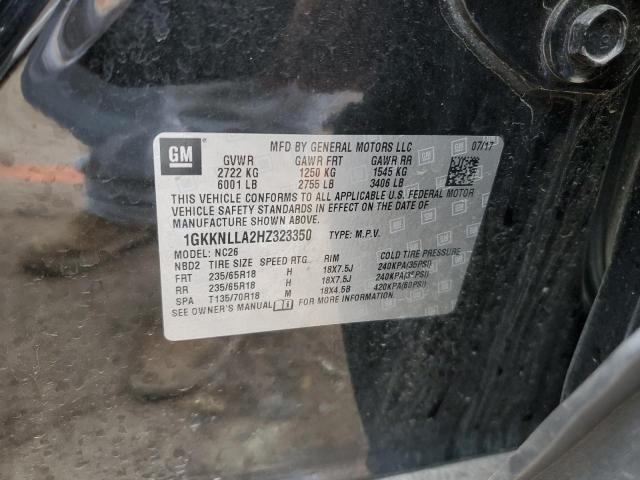 GM
MFD BY GENERAL MOTORS LLC 07/17
GVWR GAWR FRT GAWR RR
2722 KG 1250 KG 1545 KG
6001 LB 2755 LB 3406 LB
THIS VEHICLE CONFORMS TO ALL APPLICABLE U.S. FEDERAL MOTOR
VEHICLE SAFETY STANDARDS IN EFFECT ON THE DATE OF
MANUFACTURE SHOWN ABOVE.
1GKKNLLA2HZ323350 TYPE: M.P.V.
MODEL: NC26
NBD2 TIRE SIZE SPEED RTG. RIM COLD TIRE PRESSURE
FRT 235/65R18 H 18X7.5J 240KPA(35PSI)
RR 235/65R18 H 18X7.5J 240KPA(35PSI)
SPA T135/70R18 M 18X4.5B 420KPA(60PSI)
SEE OWNER'S MANUAL FOR MORE INFORMATION.